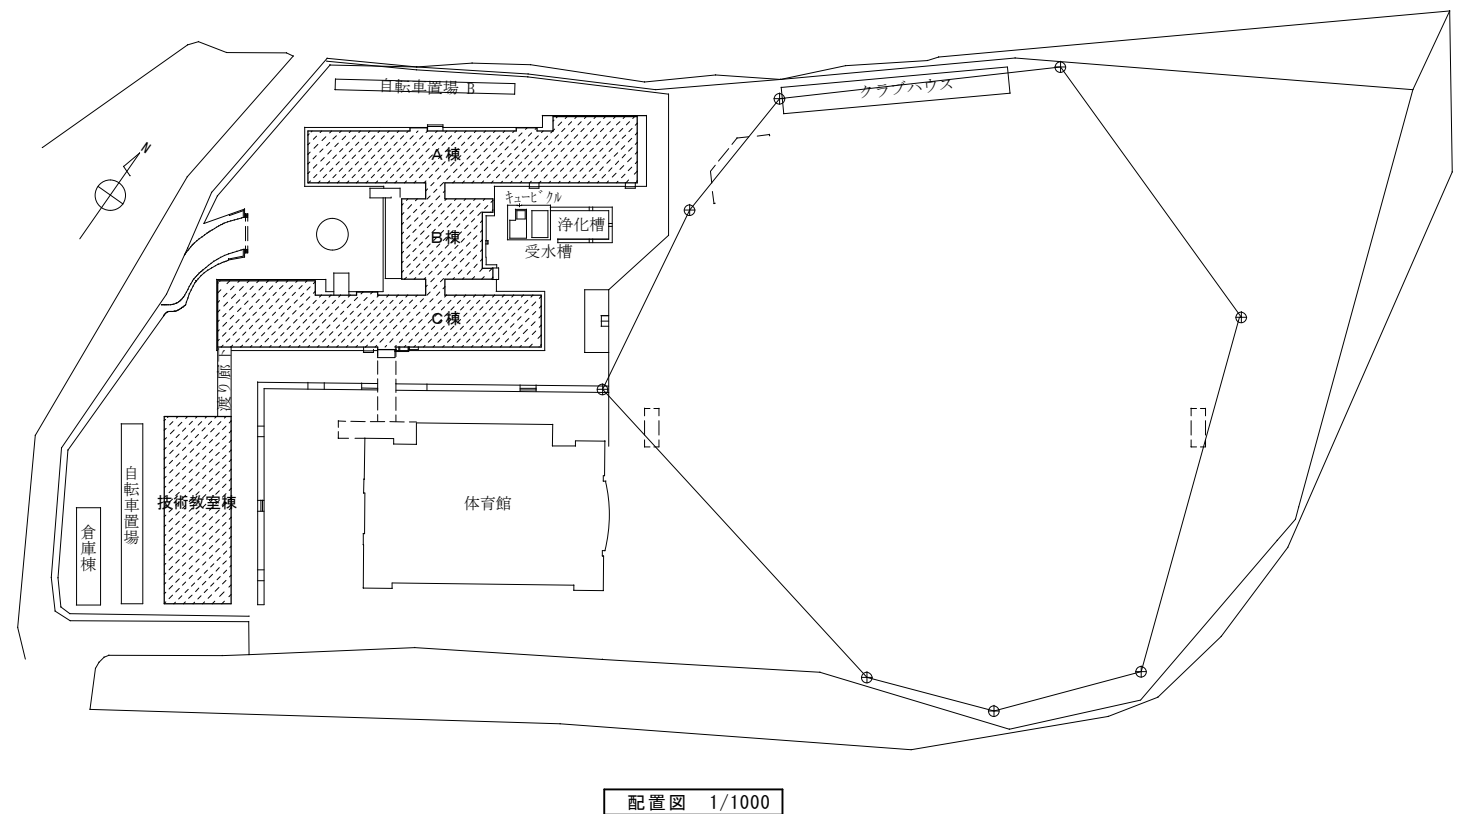 自転車置場 B
クラブハウス
N
A棟
キュービクル
浄化槽
B棟
受水槽
C棟
渡り廊
自転車置場
技術教室棟
体育館
倉庫棟
配置図 1/1000